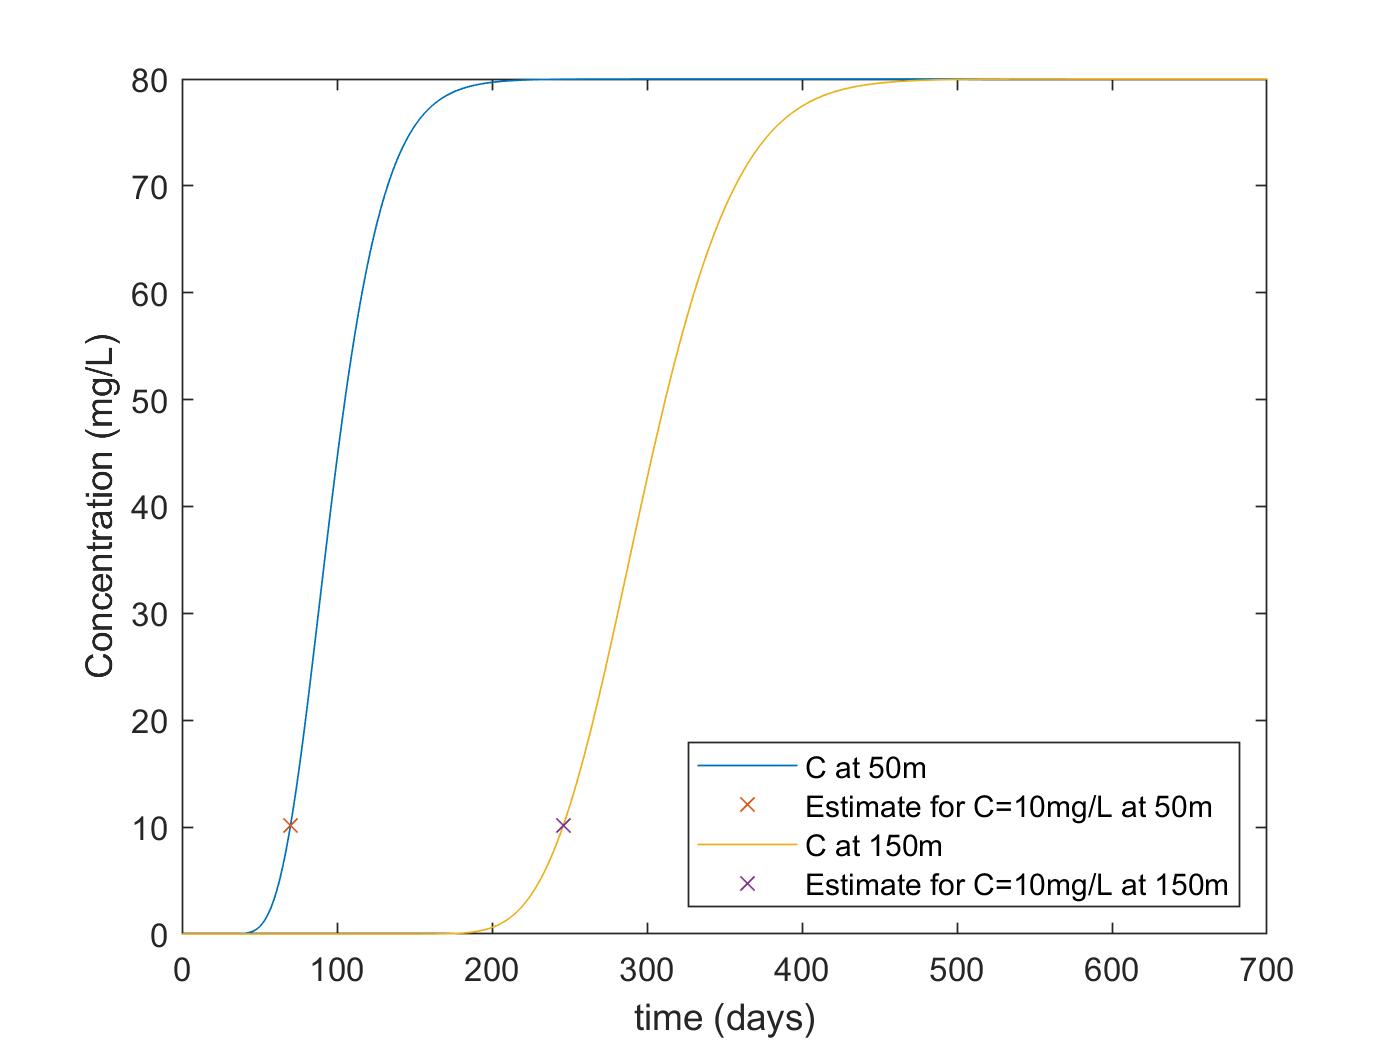 80
70
60
50
40
30
20
10
0
Concentration (mg/L)
C at 50m
Estimate for C=10mg/L at 50m
C at 150m
Estimate for C=10mg/L at 150m
0 100 200 300 400 500 600 700
time (days)